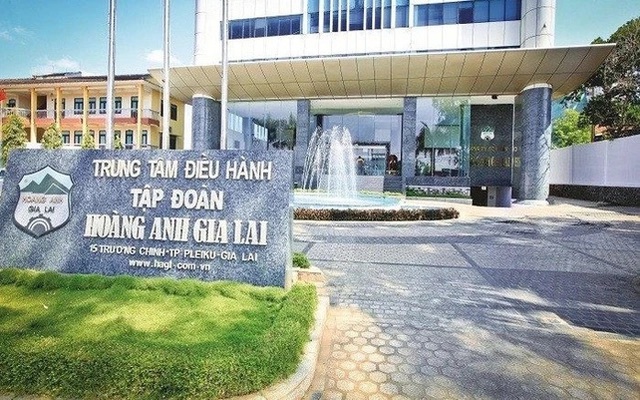 TRUNG TÂM ĐIỀU HÀNH
TẬP ĐOÀN
HOÀNG ANH GIA LAI
15 TRƯỜNG CHINH-TP. PLEIKU-GIA LAI
www.hagl.com.vn
HOÀNG ANH
GIA LAI